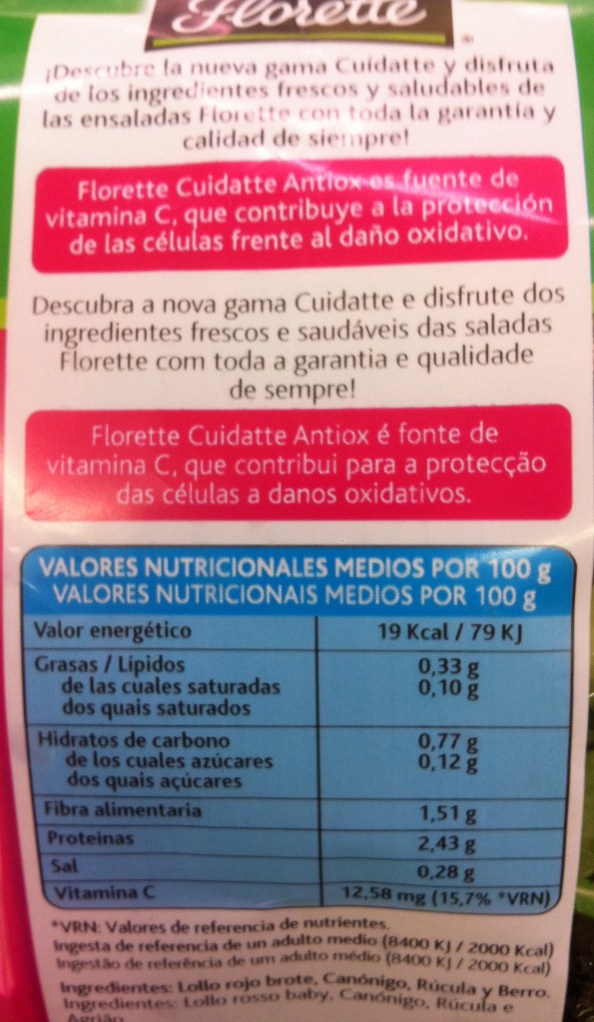 Florette
¡Descubre la nueva gama Cuidatte y disfruta
de los ingredientes frescos y saludables de
las ensaladas Florette con toda la garantía y
calidad de siempre!
Florette Cuidatte Antiox es fuente de
vitamina C, que contribuye a la protección
de las células frente al daño oxidativo.
Descubra a nova gama Cuidatte e disfrute dos
ingredientes frescos e saudáveis das saladas
Florette com toda a garantia e qualidade
de sempre!
Florette Cuidatte Antiox é fonte de
vitamina C, que contribui para a protecção
das células a danos oxidativos.
VALORES NUTRICIONALES MEDIOS POR 100 g
VALORES NUTRICIONAIS MEDIOS POR 100 g
Valor energético 19 Kcal / 79 KJ
Grasas / Lípidos 0,33 g
de las cuales saturadas 0,10 g
dos quais saturados
Hidratos de carbono 0,77 g
de los cuales azúcares 0,12 g
dos quais açúcares
Fibra alimentaria 1,51 g
Proteínas 2,43 g
Sal 0,28 g
Vitamina C 12,58 mg (15,7% *VRN)
*VRN: Valores de referencia de nutrientes.
Ingesta de referencia de un adulto medio (8400 KJ / 2000 Kcal)
Ingestão de referência de um adulto médio (8400 KJ / 2000 Kcal)
Ingredientes: Lollo rojo brote, Canónigo, Rúcula y Berro.
Ingredientes: Lollo rosso baby, Canónigo, Rúcula e
Agrião